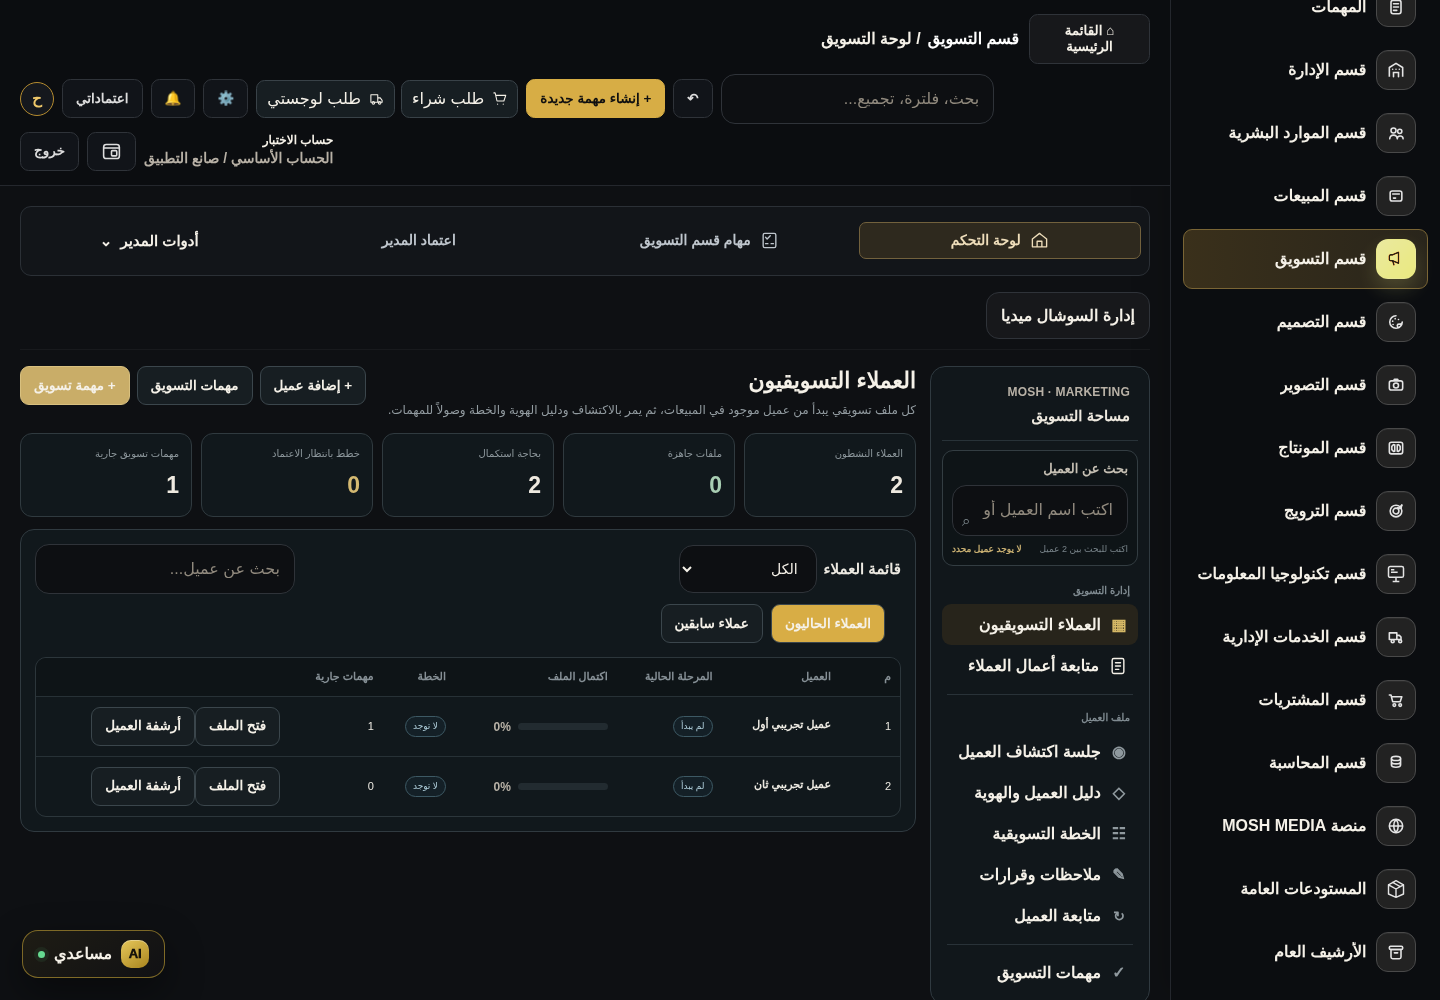 المهمات
قسم الإدارة
قسم الموارد البشرية
قسم المبيعات
قسم التسويق
قسم التصميم
قسم التصوير
قسم المونتاج
قسم الترويج
قسم تكنولوجيا المعلومات
قسم الخدمات الإدارية
قسم المشتريات
قسم المحاسبة
منصة MOSH MEDIA
المستودعات العامة
الأرشيف العام
⌂ القائمة
الرئيسية
قسم التسويق / لوحة التسويق
بحث، فلترة، تجميع...
↶
+ إنشاء مهمة جديدة
طلب شراء
طلب لوجستي
اعتماداتي
ح
حساب الاختبار
الحساب الأساسي / صانع التطبيق
خروج
لوحة التحكم
مهام قسم التسويق
اعتماد المدير
أدوات المدير
إدارة السوشال ميديا
MOSH · MARKETING
مساحة التسويق
بحث عن العميل
اكتب اسم العميل أو
اكتب للبحث بين 2 عميل
لا يوجد عميل محدد
إدارة التسويق
العملاء التسويقيون
متابعة أعمال العملاء
ملف العميل
جلسة اكتشاف العميل
دليل العميل والهوية
الخطة التسويقية
ملاحظات وقرارات
متابعة العميل
مهمات التسويق
العملاء التسويقيون
كل ملف تسويقي يبدأ من عميل موجود في المبيعات، ثم يمر بالاكتشاف ودليل الهوية والخطة وصولاً للمهمات.
+ إضافة عميل
مهمات التسويق
+ مهمة تسويق
العملاء النشطون
2
ملفات جاهزة
0
بحاجة استكمال
2
خطط بانتظار الاعتماد
0
مهمات تسويق جارية
1
قائمة العملاء
الكل
بحث عن عميل...
العملاء الحاليون
عملاء سابقين
م العميل المرحلة الحالية اكتمال الملف الخطة مهمات جارية
1 عميل تجريبي أول لم يبدأ 0% لا توجد 1 فتح الملف أرشفة العميل
2 عميل تجريبي ثان لم يبدأ 0% لا توجد 0 فتح الملف أرشفة العميل
AI مساعدي